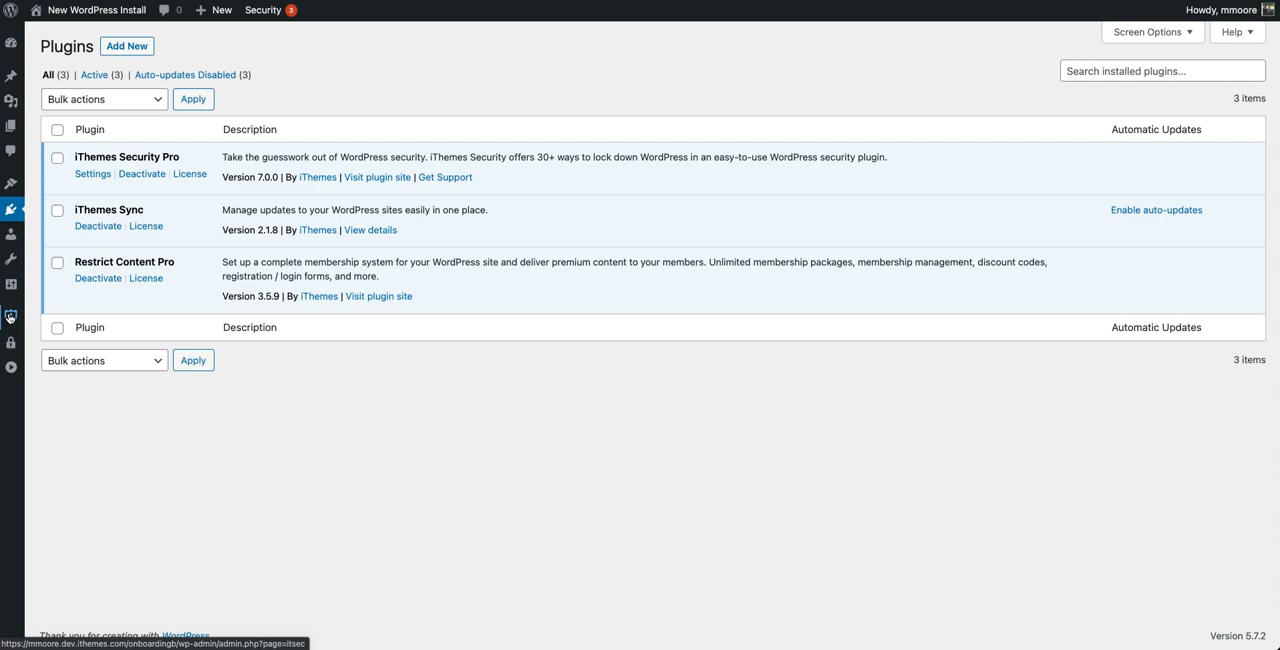 New WordPress Install 0 New Security 3 Howdy, mmoore
Screen Options Help
Plugins Add New
All (3) | Active (3) | Auto-updates Disabled (3)
Search installed plugins...
Bulk actions Apply 3 items
Plugin Description Automatic Updates
iThemes Security Pro Take the guesswork out of WordPress security. iThemes Security offers 30+ ways to lock down WordPress in an easy-to-use WordPress security plugin.
Settings | Deactivate | License Version 7.0.0 | By iThemes | Visit plugin site | Get Support
iThemes Sync Manage updates to your WordPress sites easily in one place. Enable auto-updates
Deactivate | License Version 2.1.8 | By iThemes | View details
Restrict Content Pro Set up a complete membership system for your WordPress site and deliver premium content to your members. Unlimited membership packages, membership management, discount codes,
Deactivate | License registration / login forms, and more.
Version 3.5.9 | By iThemes | Visit plugin site
Plugin Description Automatic Updates
Bulk actions Apply 3 items
Thank you for creating with WordPress Version 5.7.2
https://mmoore.dev.ithemes.com/onboardingb/wp-admin/admin.php?page=itsec